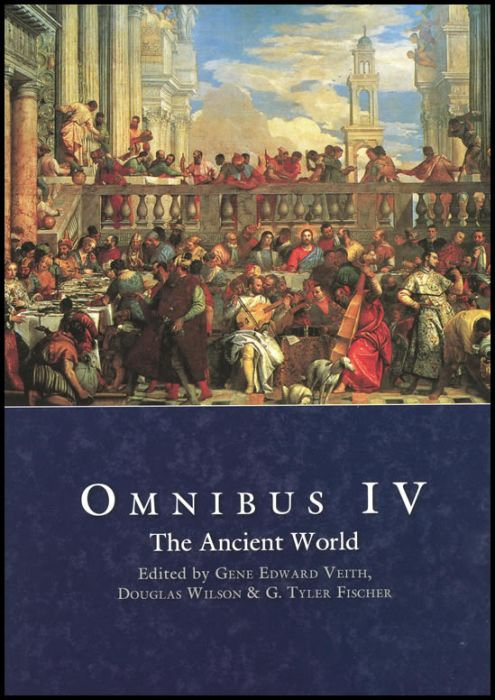 OMNIBUS IV
The Ancient World
Edited by GENE EDWARD VEITH,
DOUGLAS WILSON & G. TYLER FISCHER